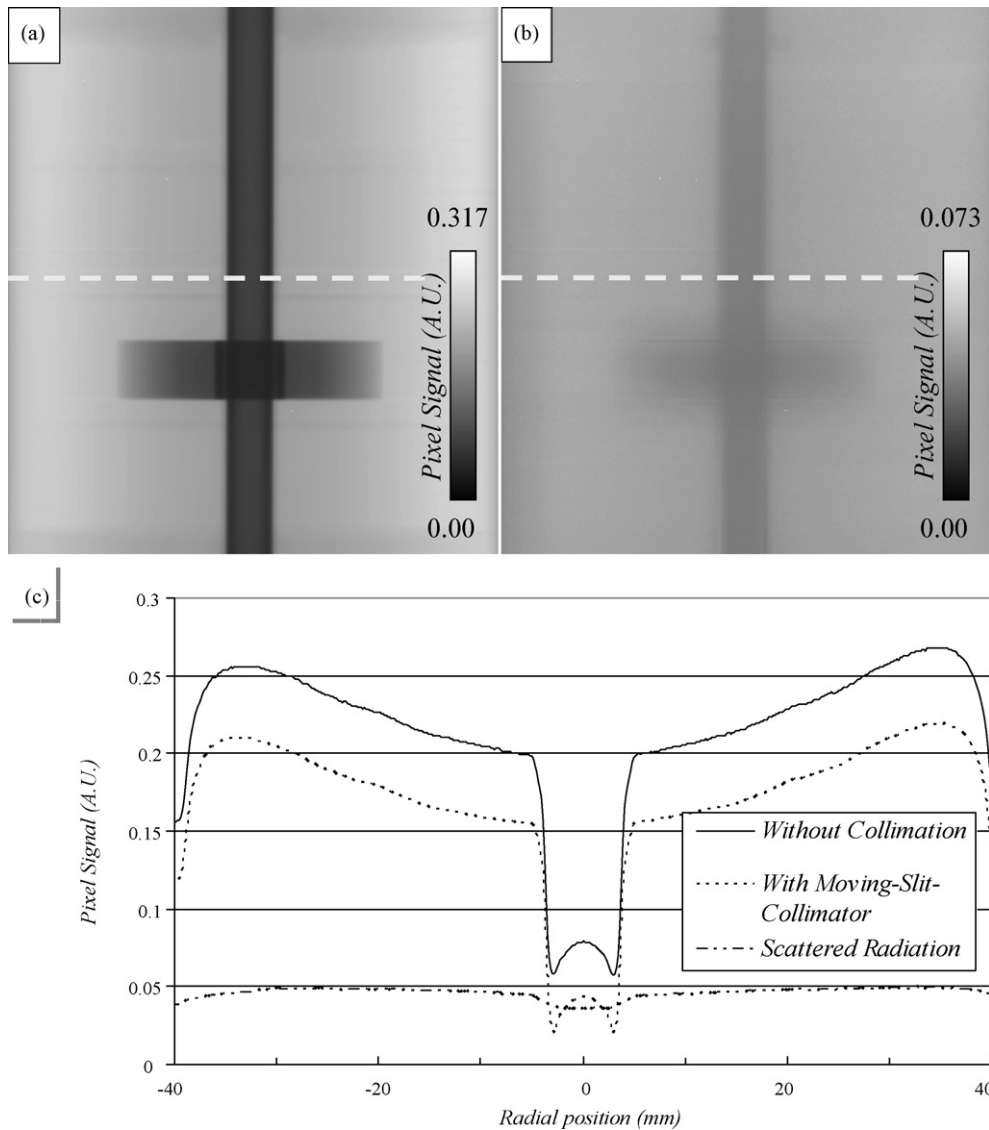 (a)
0.317
Pixel Signal (A.U.)
0.00
(b)
0.073
Pixel Signal (A.U.)
0.00
(c)
Pixel Signal (A.U.)
0.3
0.25
0.2
0.15
0.1
0.05
0
Without Collimation
With Moving-Slit-
Collimator
Scattered Radiation
-40
-20
0
20
40
Radial position (mm)